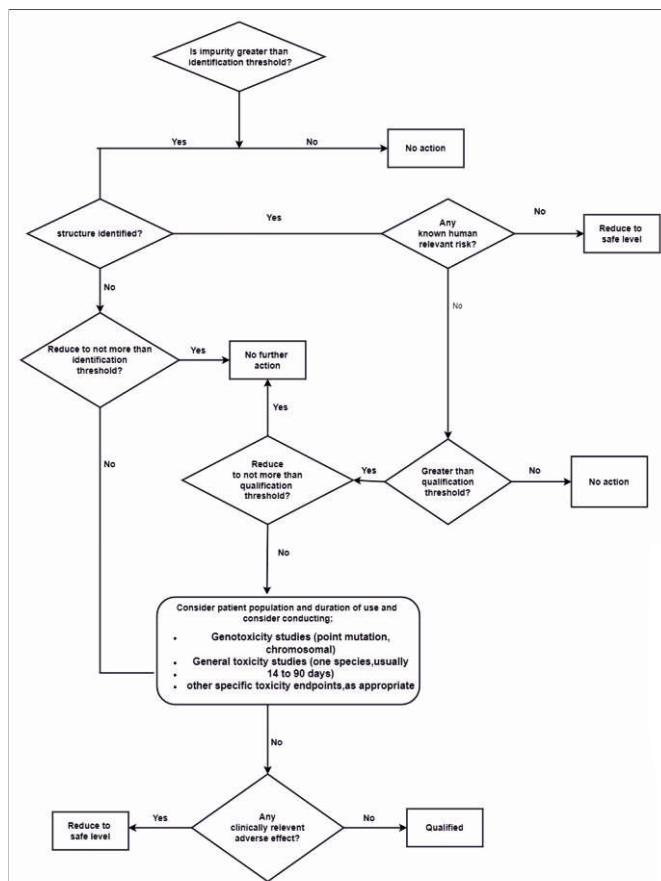 Is impurity greater than
identification threshold?
Yes
No
No action
structure identified?
Yes
Any
known human
relevant risk?
No
Reduce to
safe level
No
No
Reduce to not more than
identification
threshold?
Yes
No further
action
Yes
No
Reduce
to not more than
qualification
threshold?
Yes
Greater than
qualification
threshold?
No
No action
No
Consider patient population and duration of use and
consider conducting;
• Genotoxicity studies (point mutation,
chromosomal)
• General toxicity studies (one species,usually
• 14 to 90 days)
• other specific toxicity endpoints,as appropriate
No
Reduce to
safe level
Yes
Any
clinically relevent
adverse effect?
No
Qualified